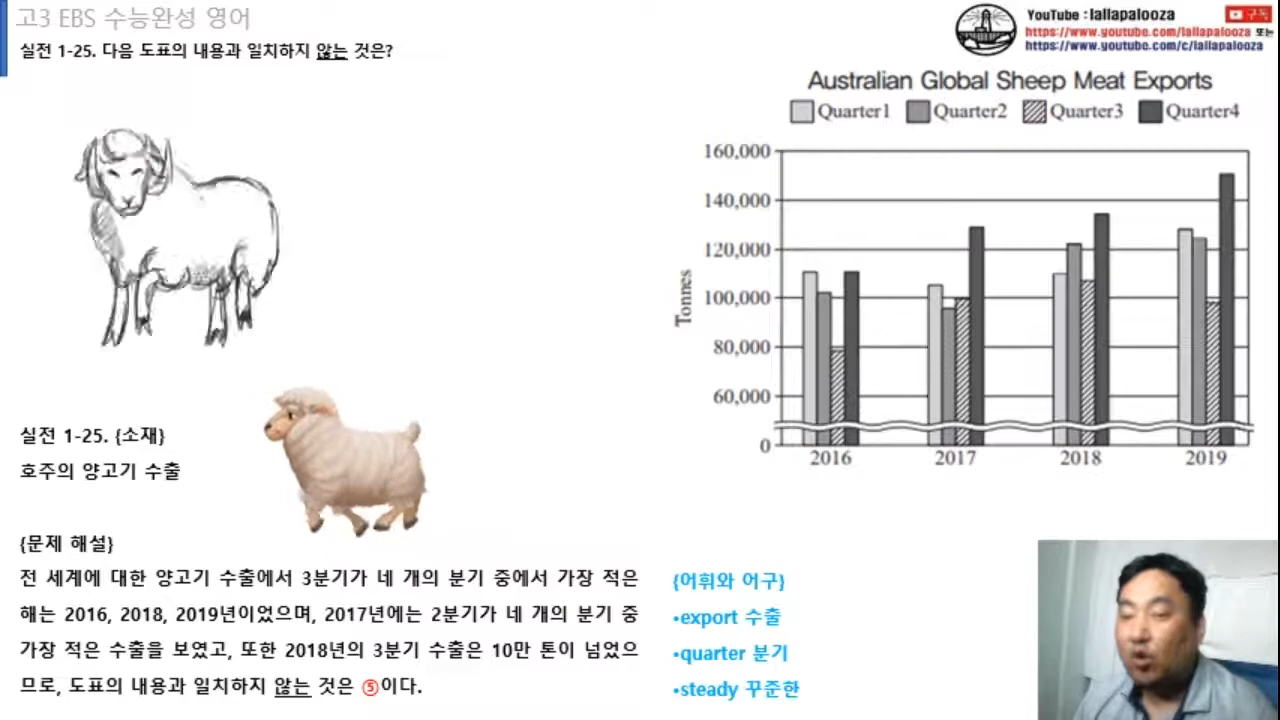 고3 EBS 수능완성 영어
실전 1-25. 다음 도표의 내용과 일치하지 않는 것은?
YouTube : lallapalooza
구독
https://www.youtube.com/lallapalooza 또는
https://www.youtube.com/c/lallapalooza
Australian Global Sheep Meat Exports
Quarter1 Quarter2 Quarter3 Quarter4
Tonnes
160,000
140,000
120,000
100,000
80,000
60,000
0
2016 2017 2018 2019
실전 1-25. {소재}
호주의 양고기 수출
{문제 해설}
전 세계에 대한 양고기 수출에서 3분기가 네 개의 분기 중에서 가장 적은
해는 2016, 2018, 2019년이었으며, 2017년에는 2분기가 네 개의 분기 중
가장 적은 수출을 보였고, 또한 2018년의 3분기 수출은 10만 톤이 넘었으
므로, 도표의 내용과 일치하지 않는 것은 ⑤이다.
{어휘와 어구}
•export 수출
•quarter 분기
•steady 꾸준한